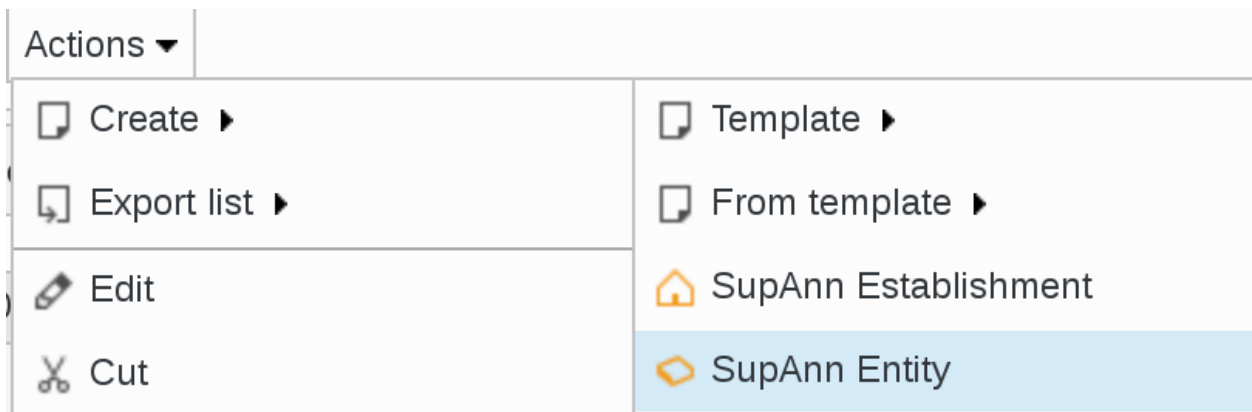 Actions
Create
Export list
Edit
Cut
Template
From template
SupAnn Establishment
SupAnn Entity